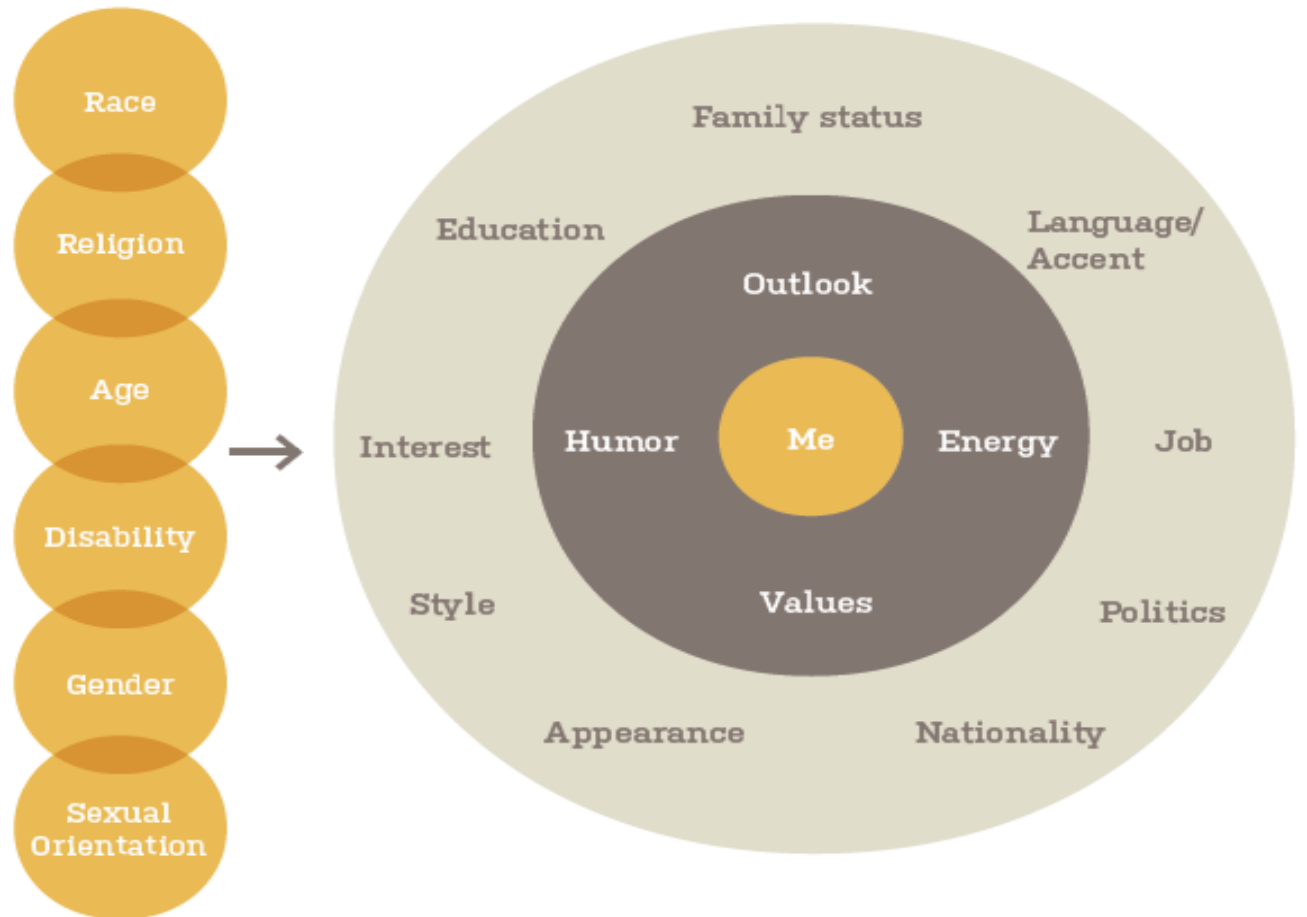 Race
Religion
Age
Disability
Gender
Sexual
Orientation
Family status
Education
Language/
Accent
Outlook
Interest
Humor
Me
Energy
Job
Style
Values
Politics
Appearance
Nationality